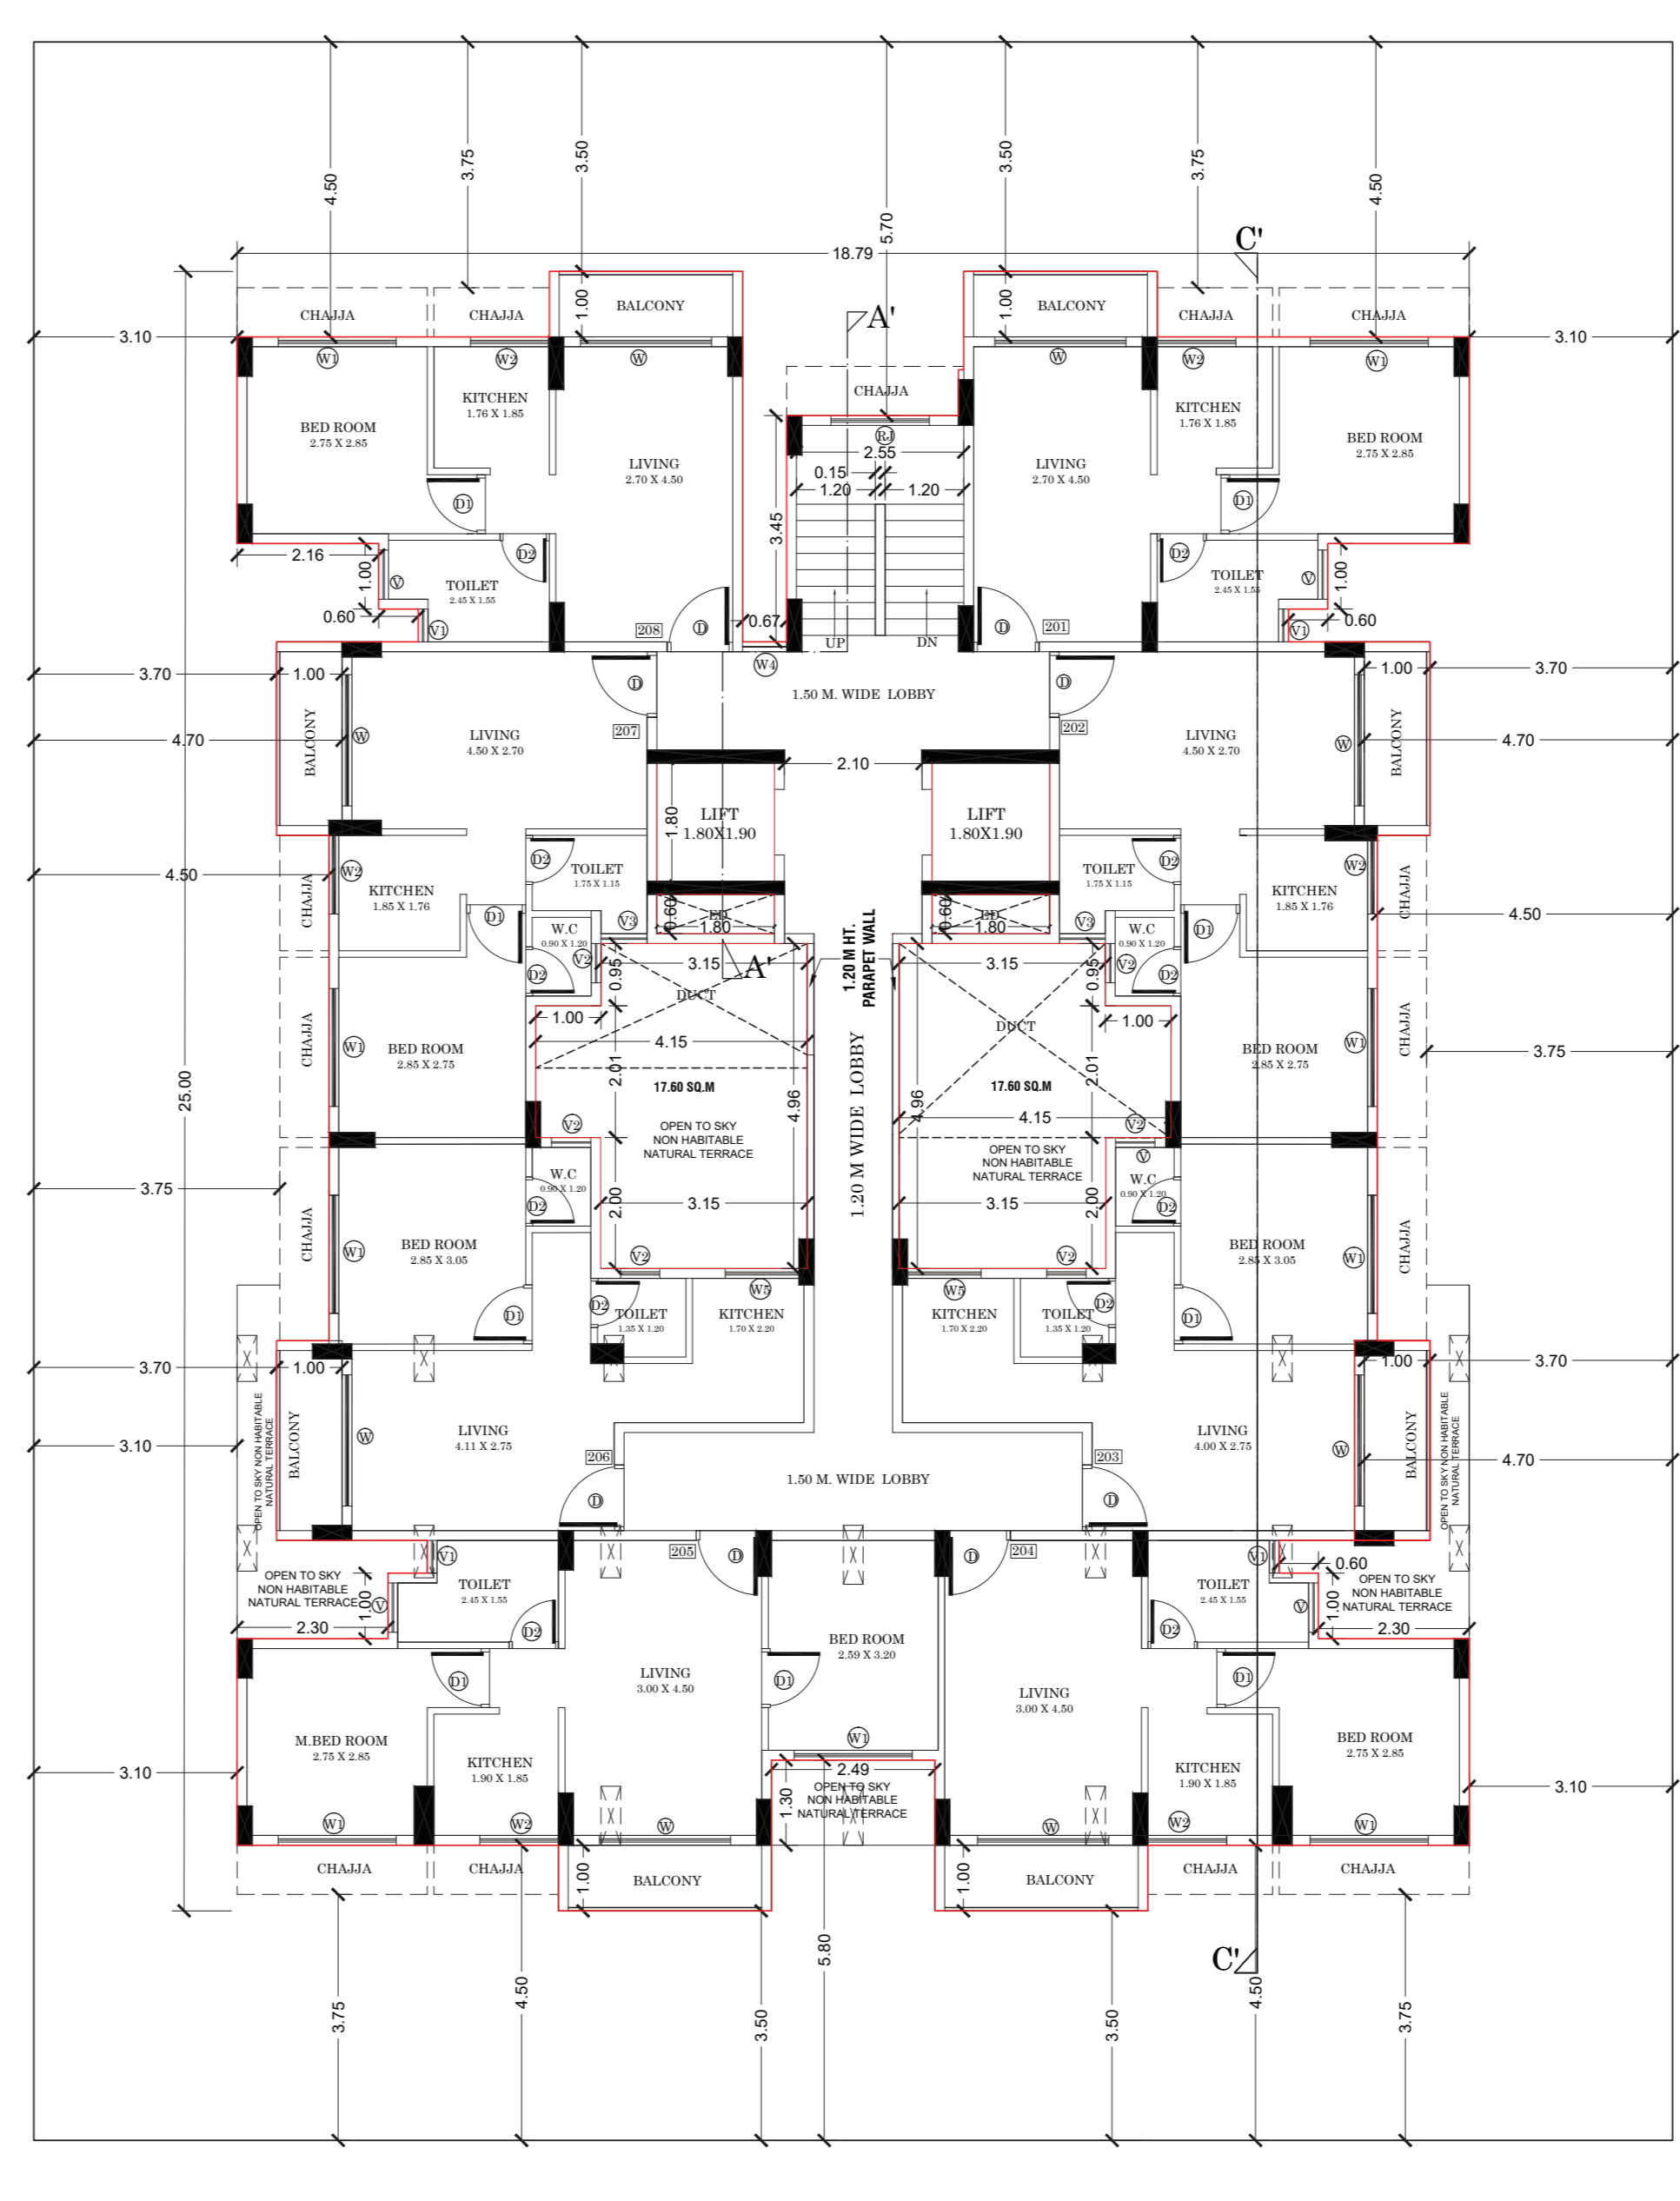 4.50
3.75
3.50
5.70
3.50
3.75
4.50
18.79
C'
CHAJJA
CHAJJA
1.00
BALCONY
A'
1.00
BALCONY
CHAJJA
CHAJJA
3.10
3.10
W1
W2
W
CHAJJA
W
W2
W1
BED ROOM
2.75 X 2.85
KITCHEN
1.76 X 1.85
LIVING
2.70 X 4.50
RJ
2.55
0.15
1.20
1.20
LIVING
2.70 X 4.50
KITCHEN
1.76 X 1.85
BED ROOM
2.75 X 2.85
D1
D1
3.45
2.16
1.00
V
D2
TOILET
2.45 X 1.55
D2
TOILET
2.45 X 1.55
V
1.00
0.60
V1
208
D
0.67
UP
DN
D
201
V1
0.60
W4
3.70
1.00
D
1.50 M. WIDE LOBBY
D
1.00
3.70
4.70
BALCONY
W
LIVING
4.50 X 2.70
207
202
LIVING
4.50 X 2.70
W
BALCONY
4.70
2.10
1.80
LIFT
1.80X1.90
LIFT
1.80X1.90
4.50
CHAJJA
W2
KITCHEN
1.85 X 1.76
D2
TOILET
1.75 X 1.15
TOILET
1.75 X 1.15
D2
KITCHEN
1.85 X 1.76
W2
CHAJJA
4.50
D1
W.C
0.90 X 1.20
V3
0.60
ED
1.80
0.60
ED
1.80
V3
W.C
0.90 X 1.20
D1
1.20 M HT.
PARAPET WALL
D2
V2
0.95
3.15
A'
DUCT
3.15
0.95
V2
D2
1.00
DUCT
1.00
CHAJJA
W1
BED ROOM
2.85 X 2.75
4.15
BED ROOM
2.85 X 2.75
W1
CHAJJA
3.75
25.00
2.01
17.60 SQ.M
4.96
1.20 M WIDE LOBBY
4.96
17.60 SQ.M
2.01
4.15
V2
OPEN TO SKY
NON HABITABLE
NATURAL TERRACE
OPEN TO SKY
NON HABITABLE
NATURAL TERRACE
V2
V
3.75
W.C
0.90 X 1.20
D2
2.00
3.15
3.15
2.00
W.C
0.90 X 1.20
D2
CHAJJA
W1
BED ROOM
2.85 X 3.05
V2
W5
W5
V2
BED ROOM
2.85 X 3.05
W1
CHAJJA
D1
D2
TOILET
1.35 X 1.20
KITCHEN
1.70 X 2.20
KITCHEN
1.70 X 2.20
TOILET
1.35 X 1.20
D2
D1
3.70
1.00
1.00
3.70
3.10
OPEN TO SKY NON HABITABLE
NATURAL TERRACE
BALCONY
W
LIVING
4.11 X 2.75
206
1.50 M. WIDE LOBBY
203
LIVING
4.00 X 2.75
W
BALCONY
OPEN TO SKY NON HABITABLE
NATURAL TERRACE
4.70
D
D
V1
205
D
D
204
V1
0.60
OPEN TO SKY
NON HABITABLE
NATURAL TERRACE
1.00
V
TOILET
2.45 X 1.55
TOILET
2.45 X 1.55
V
1.00
OPEN TO SKY
NON HABITABLE
NATURAL TERRACE
2.30
D2
BED ROOM
2.59 X 3.20
D2
2.30
D1
LIVING
3.00 X 4.50
D1
LIVING
3.00 X 4.50
D1
M.BED ROOM
2.75 X 2.85
KITCHEN
1.90 X 1.85
W1
KITCHEN
1.90 X 1.85
BED ROOM
2.75 X 2.85
3.10
2.49
3.10
1.30
OPEN TO SKY
NON HABITABLE
NATURAL TERRACE
W1
W2
W
W
W2
W1
CHAJJA
CHAJJA
1.00
BALCONY
1.00
BALCONY
CHAJJA
CHAJJA
5.80
C'
3.75
4.50
3.50
3.50
4.50
3.75